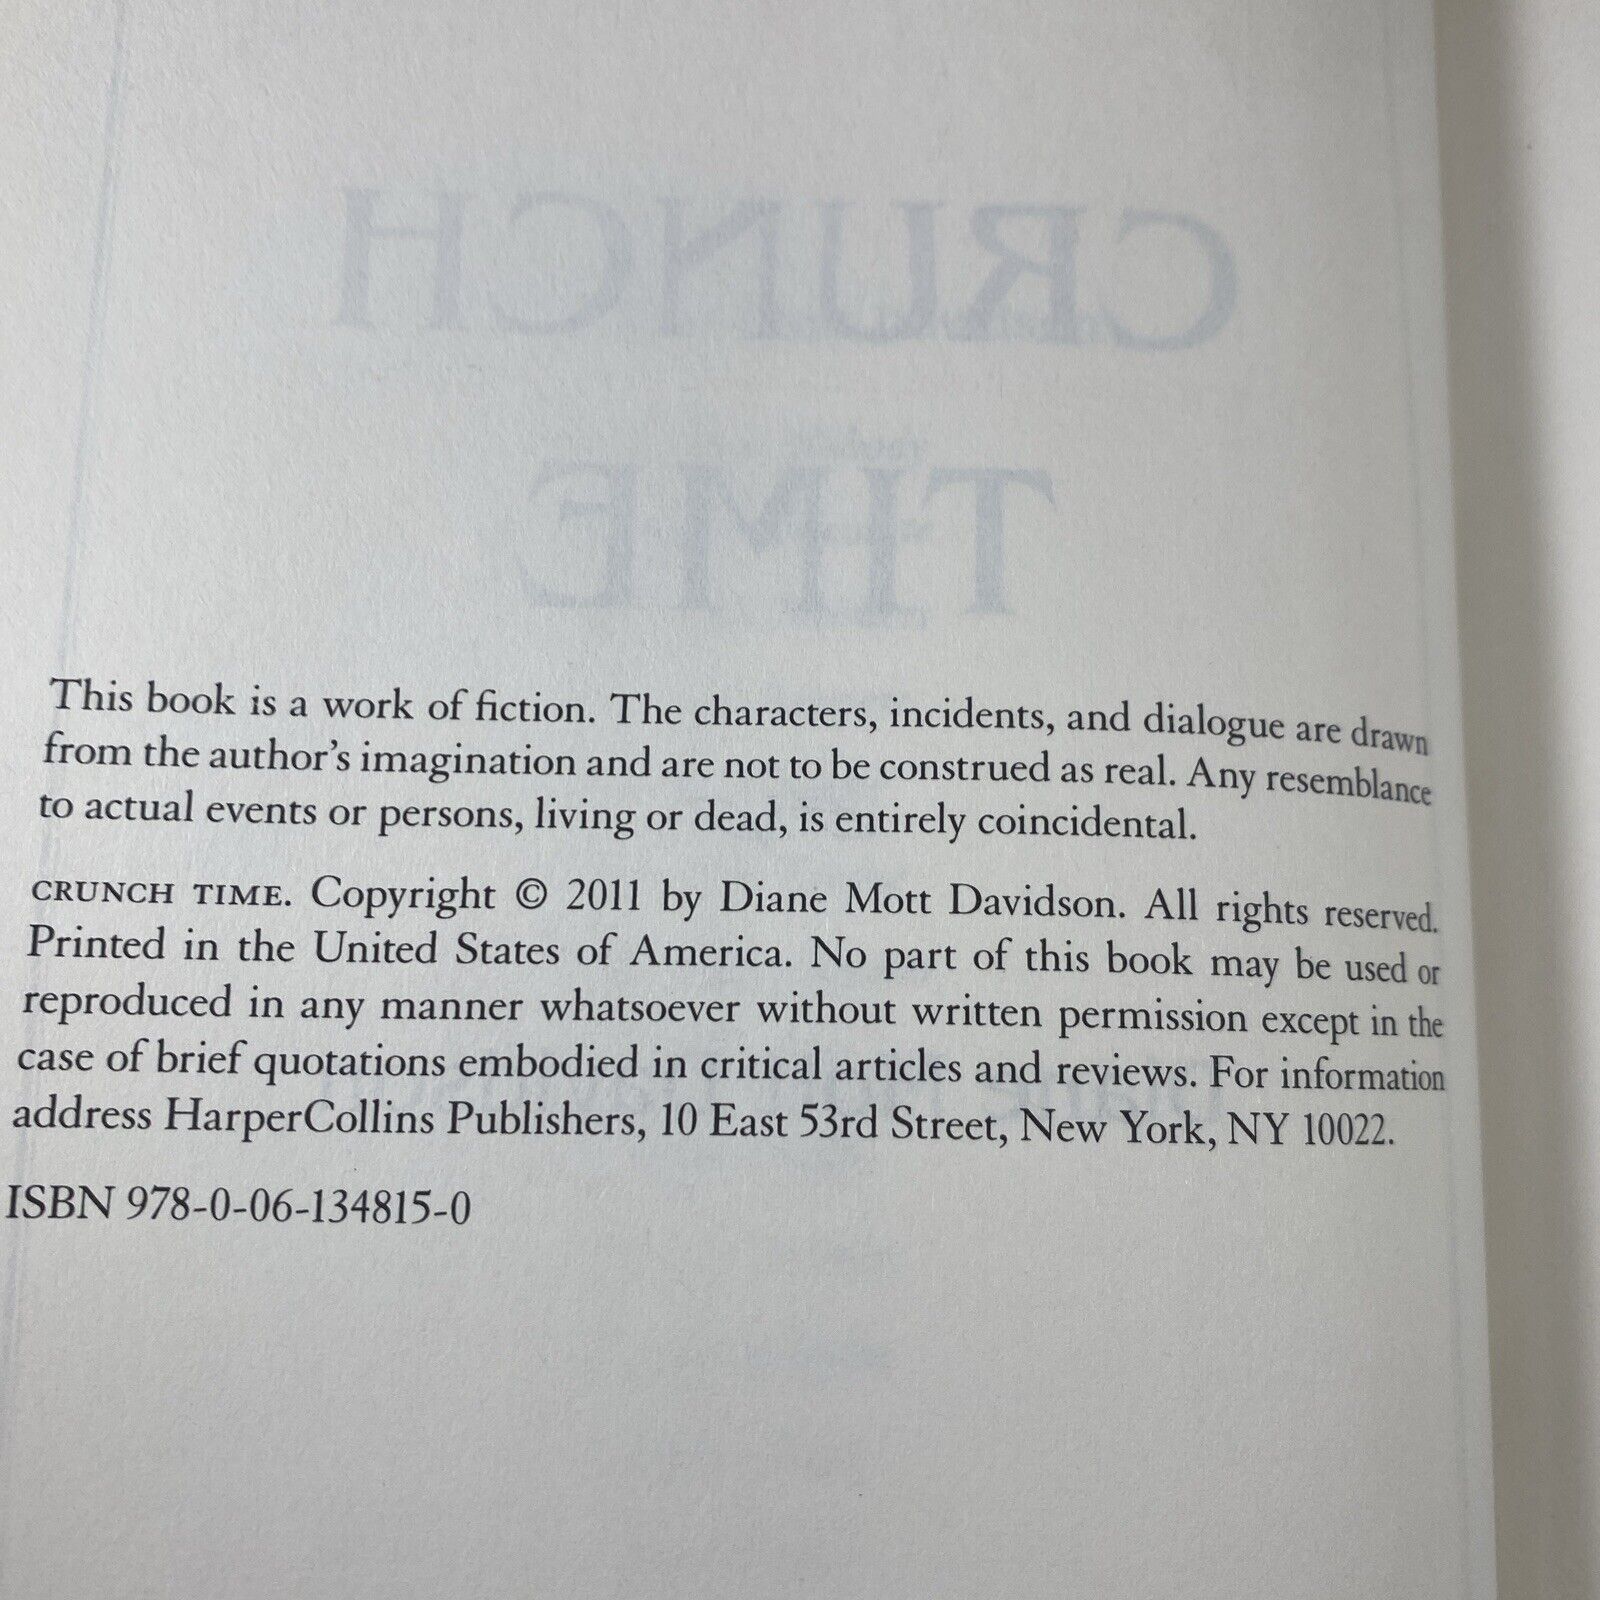 CRUNCH
TIME
This book is a work of fiction. The characters, incidents, and dialogue are drawn
from the author's imagination and are not to be construed as real. Any resemblance
to actual events or persons, living or dead, is entirely coincidental.
CRUNCH TIME. Copyright © 2011 by Diane Mott Davidson. All rights reserved.
Printed in the United States of America. No part of this book may be used or
reproduced in any manner whatsoever without written permission except in the
case of brief quotations embodied in critical articles and reviews. For information
address HarperCollins Publishers, 10 East 53rd Street, New York, NY 10022.
ISBN 978-0-06-134815-0